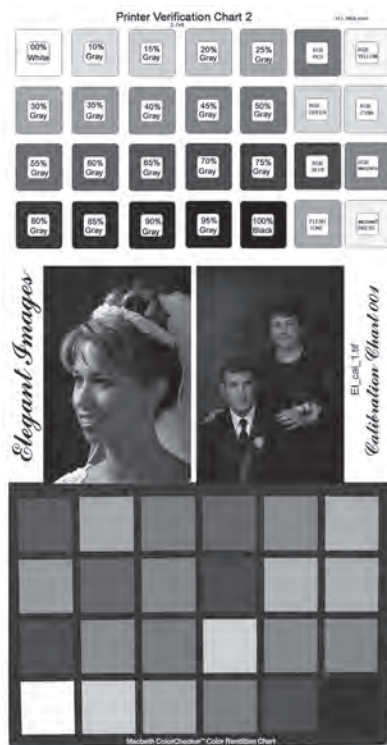 Printer Verification Chart 2
00% White
10% Gray
15% Gray
20% Gray
25% Gray
RGB RED
RGB YELLOW
30% Gray
35% Gray
40% Gray
45% Gray
50% Gray
RGB GREEN
RGB CYAN
55% Gray
60% Gray
65% Gray
70% Gray
75% Gray
RGB BLUE
RGB MAGENTA
80% Gray
85% Gray
90% Gray
95% Gray
100% Black
FLESH TONE
Elegant Images
EI_cal_1.tif
Calibration Chart 001
Macbeth ColorChecker™ Color Rendition Chart